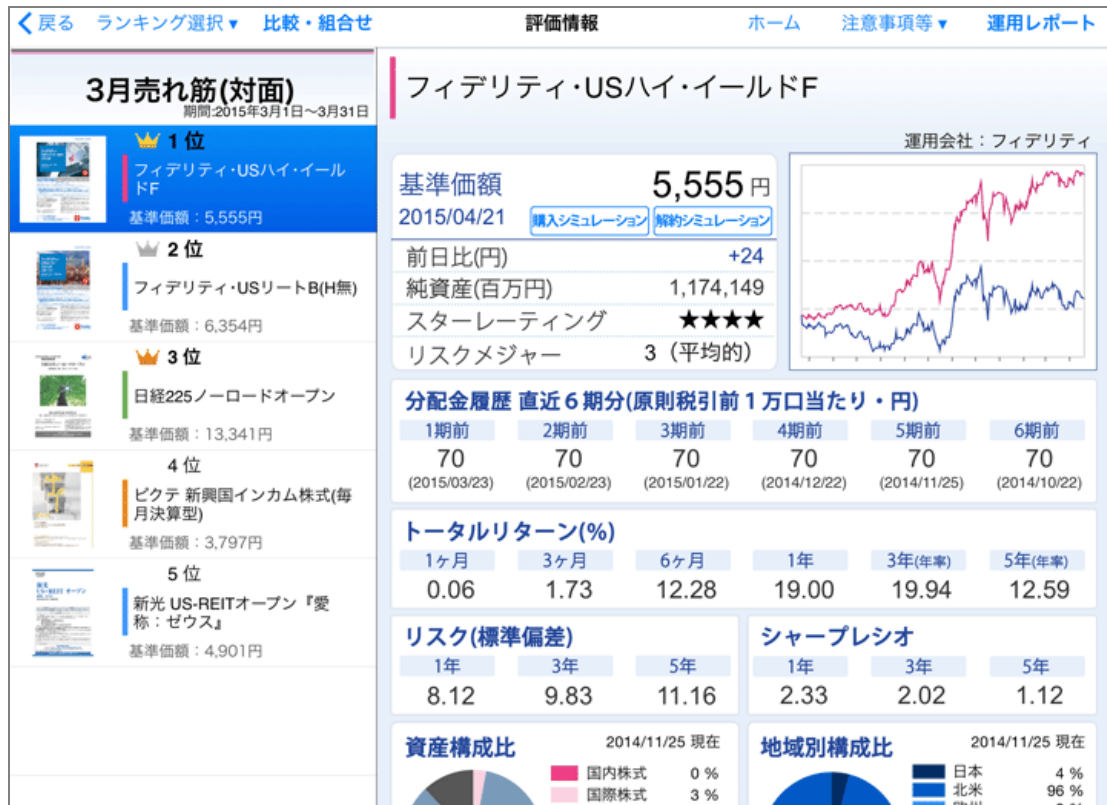 戻る ランキング選択▼ 比較・組合せ 評価情報 ホーム 注意事項等▼ 運用レポート
3月売れ筋(対面)
期間:2015年3月1日〜3月31日
1 位
フィデリティ・USハイ・イール
ドF
基準価額：5,555円
2 位
フィデリティ・USリートB(H無)
基準価額：6,354円
3 位
日経225ノーロードオープン
基準価額：13,341円
4 位
ピクテ 新興国インカム株式(毎
月決算型)
基準価額：3,797円
5 位
新光 US-REITオープン『愛
称：ゼウス』
基準価額：4,901円
フィデリティ・USハイ・イールドF
運用会社：フィデリティ
基準価額 5,555 円
2015/04/21 購入シミュレーション 解約シミュレーション
前日比(円) +24
純資産(百万円) 1,174,149
スターレーティング ★★★★
リスクメジャー 3（平均的）
分配金履歴 直近６期分(原則税引前１万口当たり・円)
1期前 2期前 3期前 4期前 5期前 6期前
70 70 70 70 70 70
(2015/03/23) (2015/02/23) (2015/01/22) (2014/12/22) (2014/11/25) (2014/10/22)
トータルリターン(%)
1ヶ月 3ヶ月 6ヶ月 1年 3年(年率) 5年(年率)
0.06 1.73 12.28 19.00 19.94 12.59
リスク(標準偏差)
1年 3年 5年
8.12 9.83 11.16
シャープレシオ
1年 3年 5年
2.33 2.02 1.12
資産構成比 2014/11/25 現在
国内株式 0 %
国際株式 3 %
地域別構成比 2014/11/25 現在
日本 4 %
北米 96 %